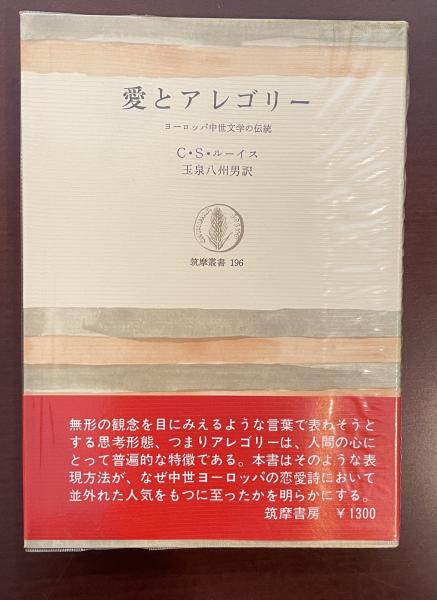 愛とアレゴリー
ヨーロッパ中世文学の伝統
C・S・ルーイス
玉泉八州男訳
筑摩叢書 196
無形の観念を目にみえるような言葉で表わそうと
する思考形態、つまりアレゴリーは、人間の心に
とって普遍的な特徴である。本書はそのような表
現方法が、なぜ中世ヨーロッパの恋愛詩において
並外れた人気をもつに至ったかを明らかにする。
筑摩書房 ￥1300